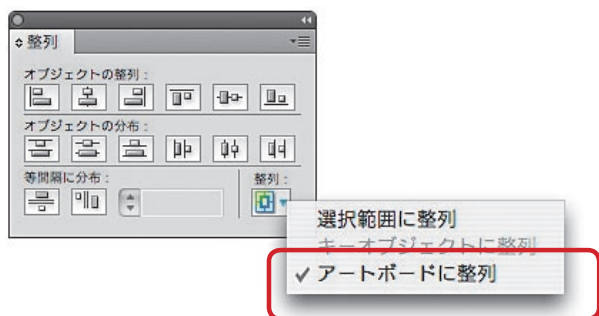 整列
オブジェクトの整列：
オブジェクトの分布：
等間隔に分布：
整列：
選択範囲に整列
キーオブジェクトに整列
✓アートボードに整列